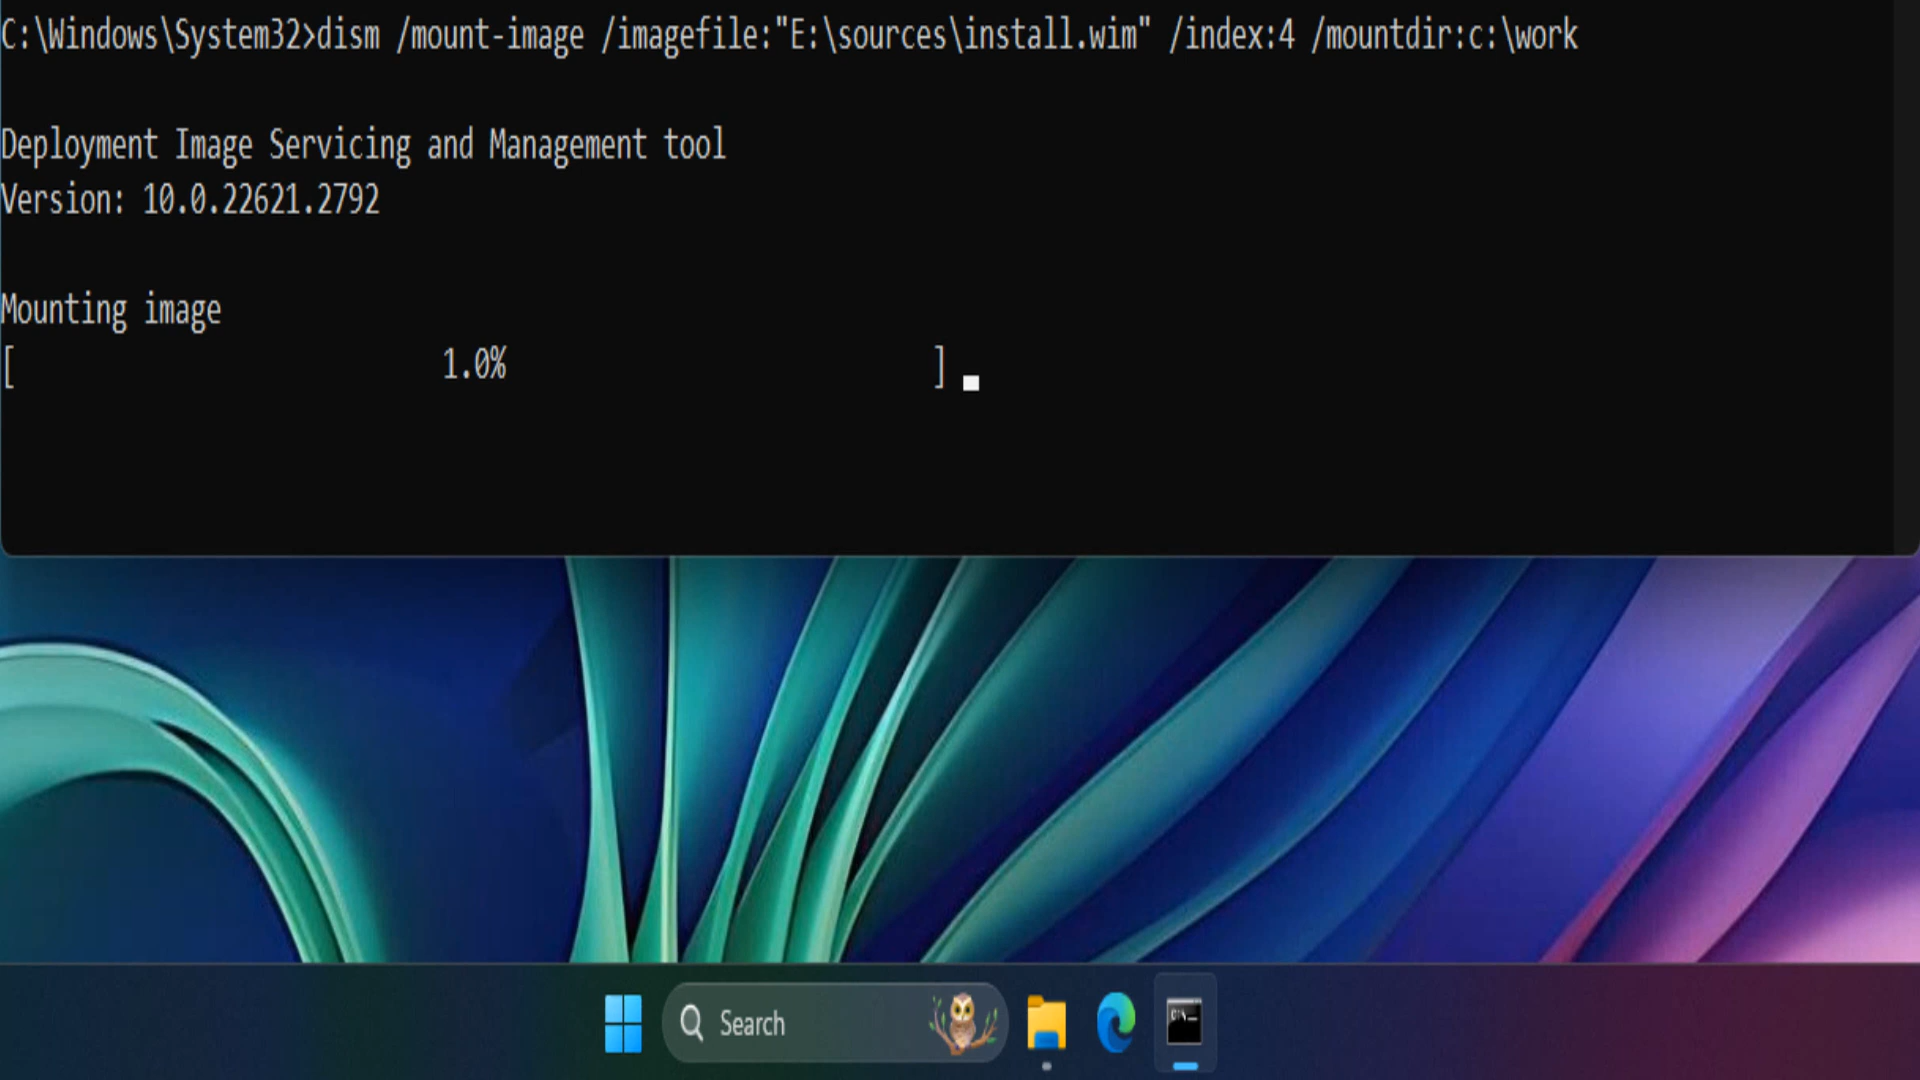 C:\Windows\System32>dism /mount-image /imagefile:"E:\sources\install.wim" /index:4 /mountdir:c:\work
Deployment Image Servicing and Management tool
Version: 10.0.22621.2792
Mounting image
[ 1.0% ]
Search